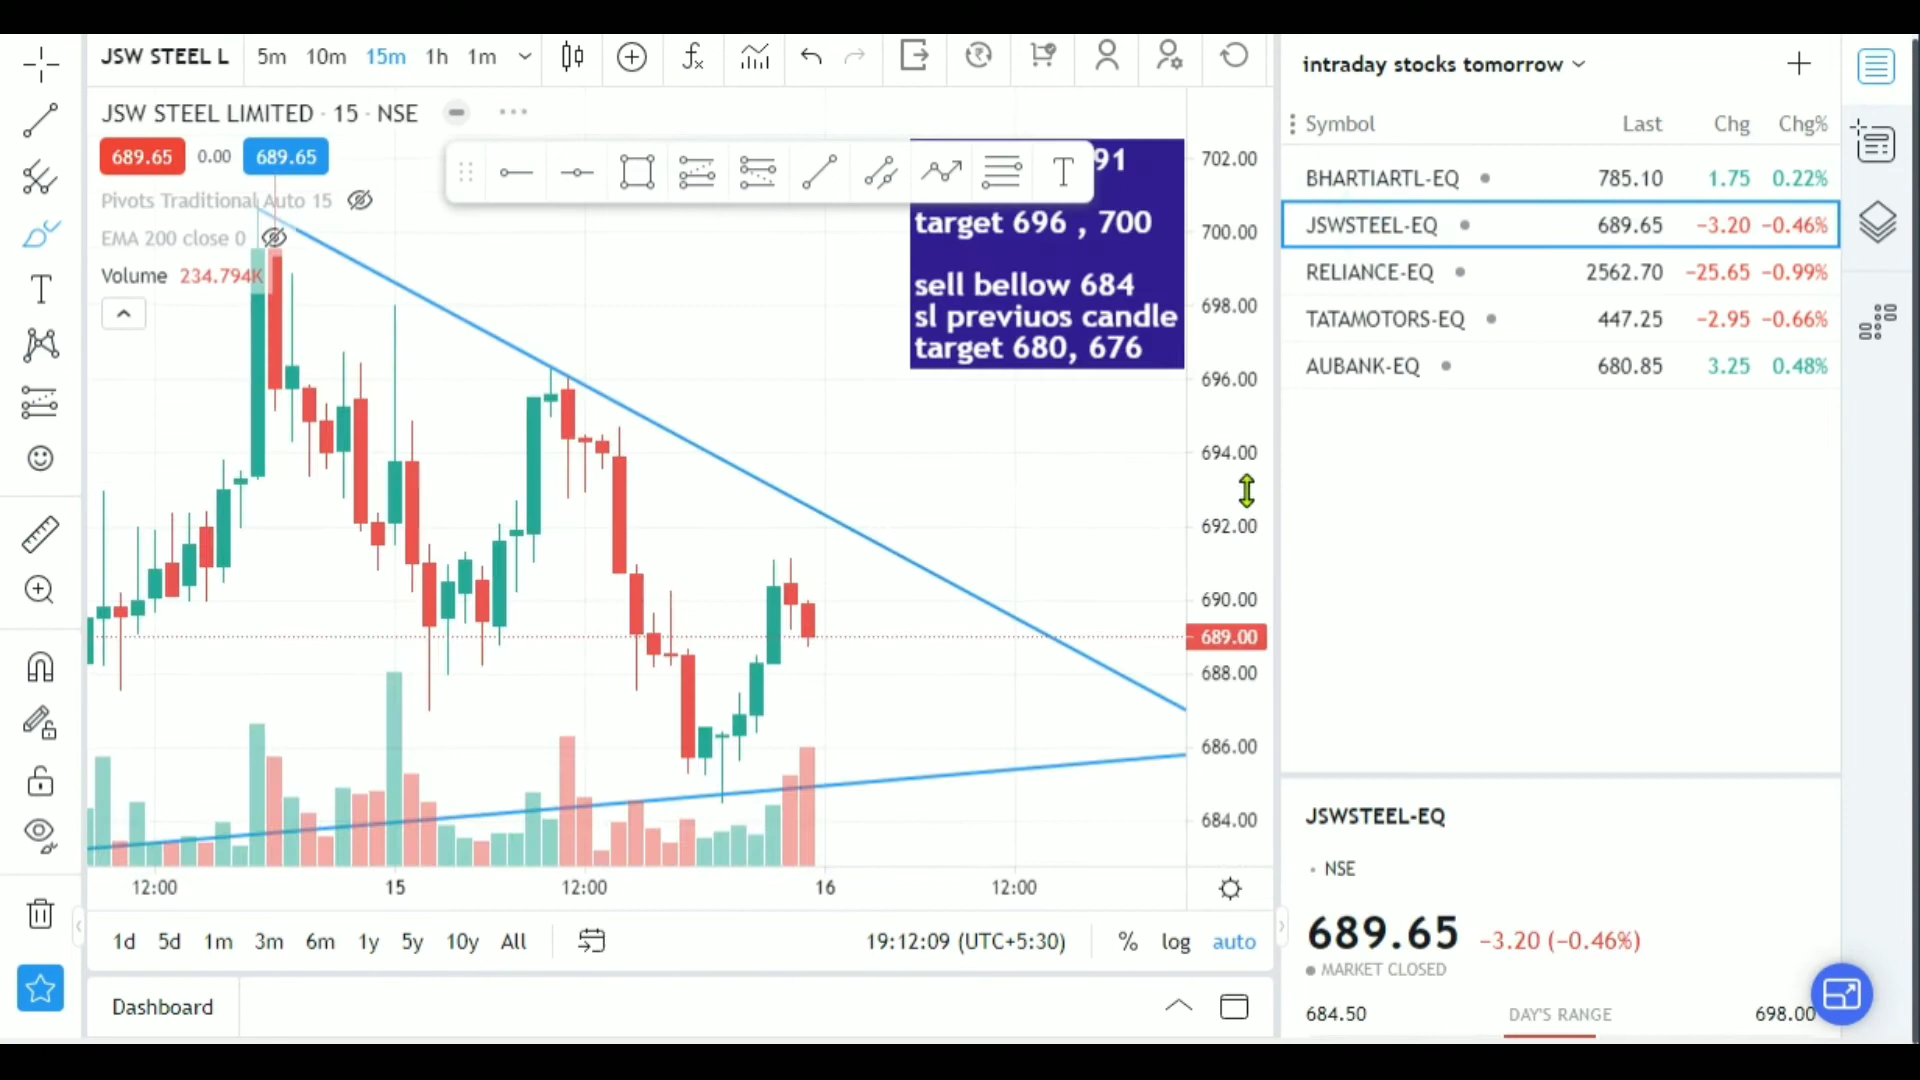 JSW STEEL L 5m 10m 15m 1h 1m
JSW STEEL LIMITED · 15 · NSE
689.65 0.00 689.65
Pivots Traditional Auto 15
EMA 200 close 0
Volume 234.794K
91
target 696 , 700
sell bellow 684
sl previuos candle
target 680, 676
702.00
700.00
698.00
696.00
694.00
692.00
690.00
689.00
688.00
686.00
684.00
12:00 15 12:00 16 12:00
1d 5d 1m 3m 6m 1y 5y 10y All 19:12:09 (UTC+5:30) % log auto
Dashboard
intraday stocks tomorrow
Symbol Last Chg Chg%
BHARTIARTL-EQ 785.10 1.75 0.22%
JSWSTEEL-EQ 689.65 −3.20 −0.46%
RELIANCE-EQ 2562.70 −25.65 −0.99%
TATAMOTORS-EQ 447.25 −2.95 −0.66%
AUBANK-EQ 680.85 3.25 0.48%
JSWSTEEL-EQ
NSE
689.65 −3.20 (−0.46%)
MARKET CLOSED
684.50 DAY'S RANGE 698.00